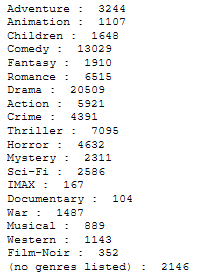 Adventure :  3244
Animation :  1107
Children :  1648
Comedy :  13029
Fantasy :  1910
Romance :  6515
Drama :  20509
Action :  5921
Crime :  4391
Thriller :  7095
Horror :  4632
Mystery :  2311
Sci-Fi :  2586
IMAX :  167
Documentary :  104
War :  1487
Musical :  889
Western :  1143
Film-Noir :  352
(no genres listed) :  2146